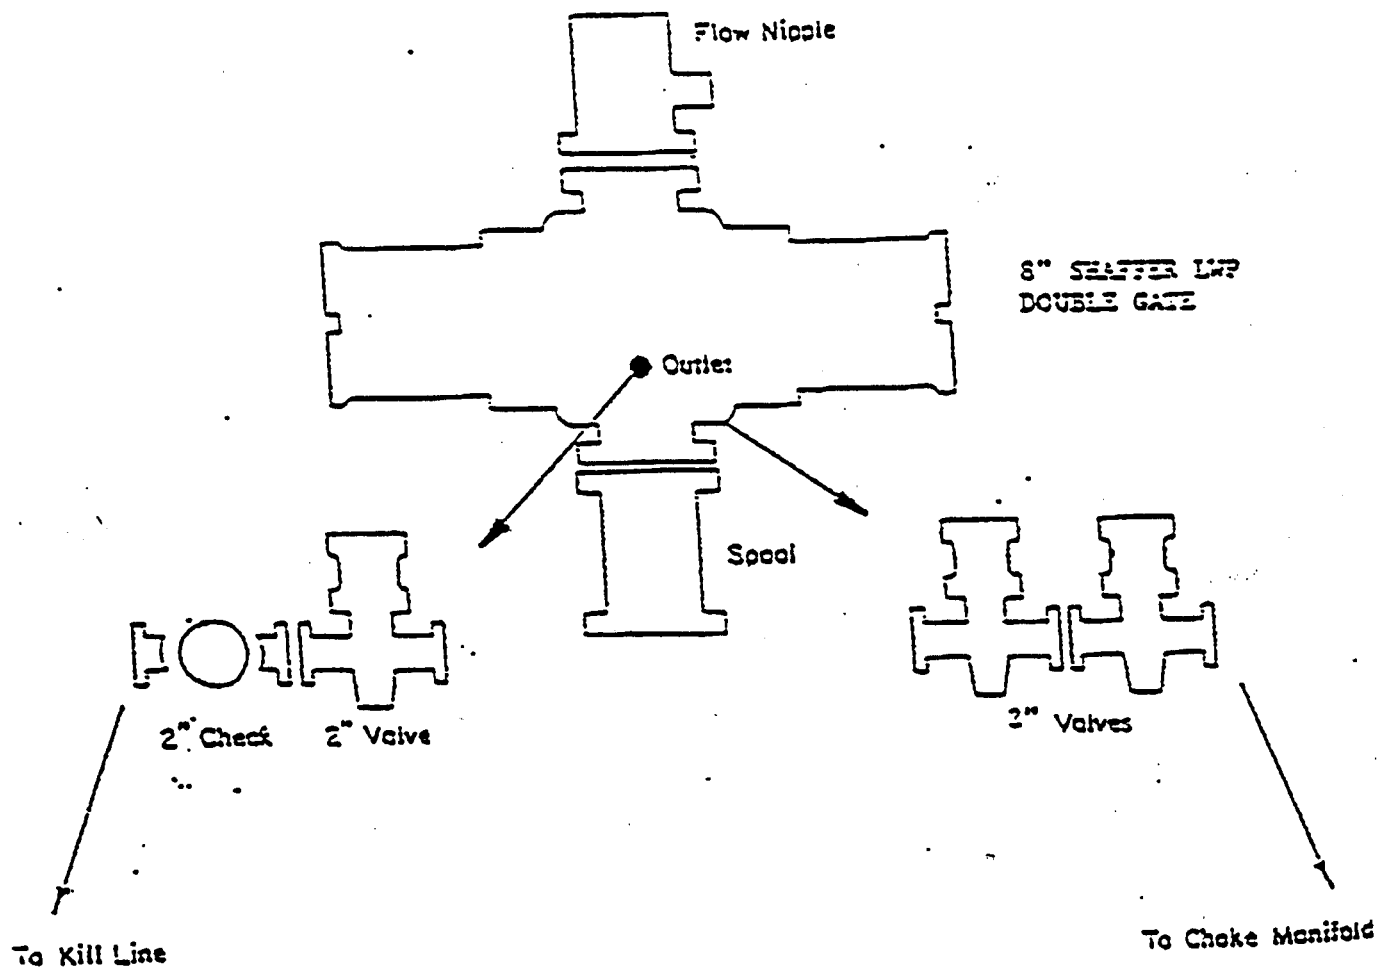 Flow Nipple
8" SHAFFER LWP
DOUBLE GATE
Outlet
Spool
2" Check
2" Valve
2" Valves
To Kill Line
To Choke Manifold